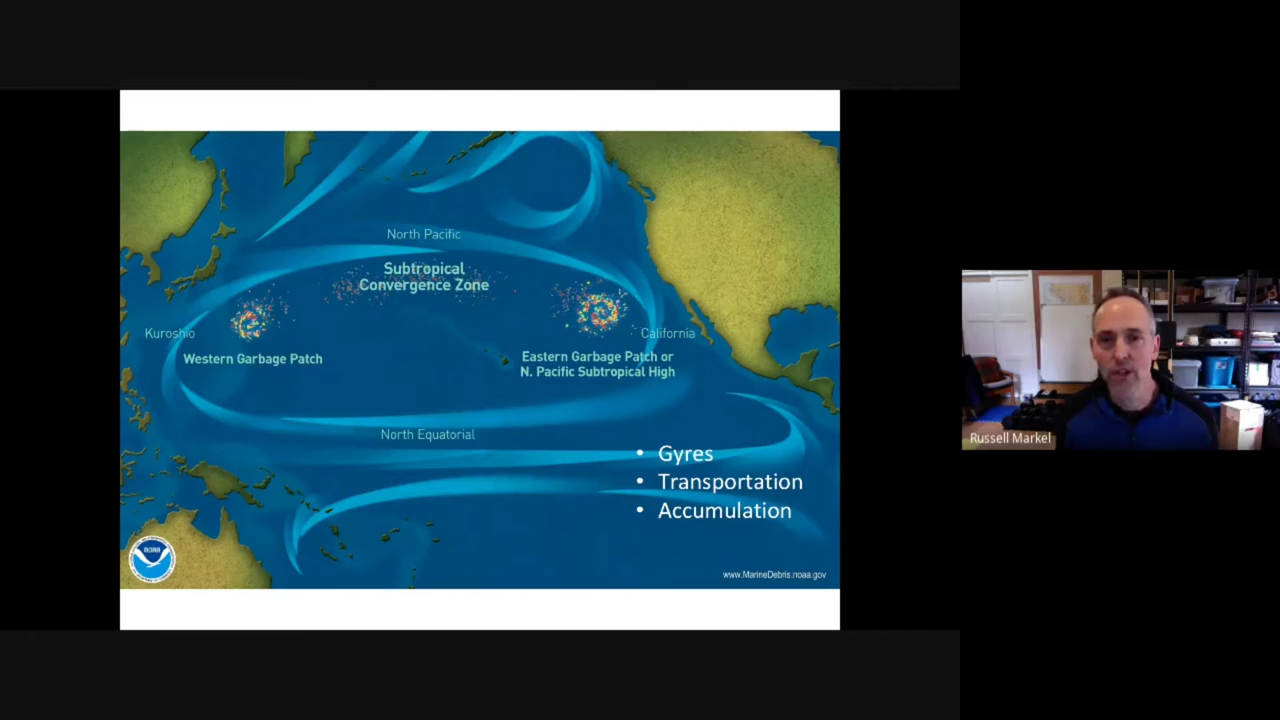 North Pacific
Subtropical
Convergence Zone
Kuroshio
California
Western Garbage Patch
Eastern Garbage Patch or
N. Pacific Subtropical High
North Equatorial
• Gyres
• Transportation
• Accumulation
NOAA
www.MarineDebris.noaa.gov
Russell Markel